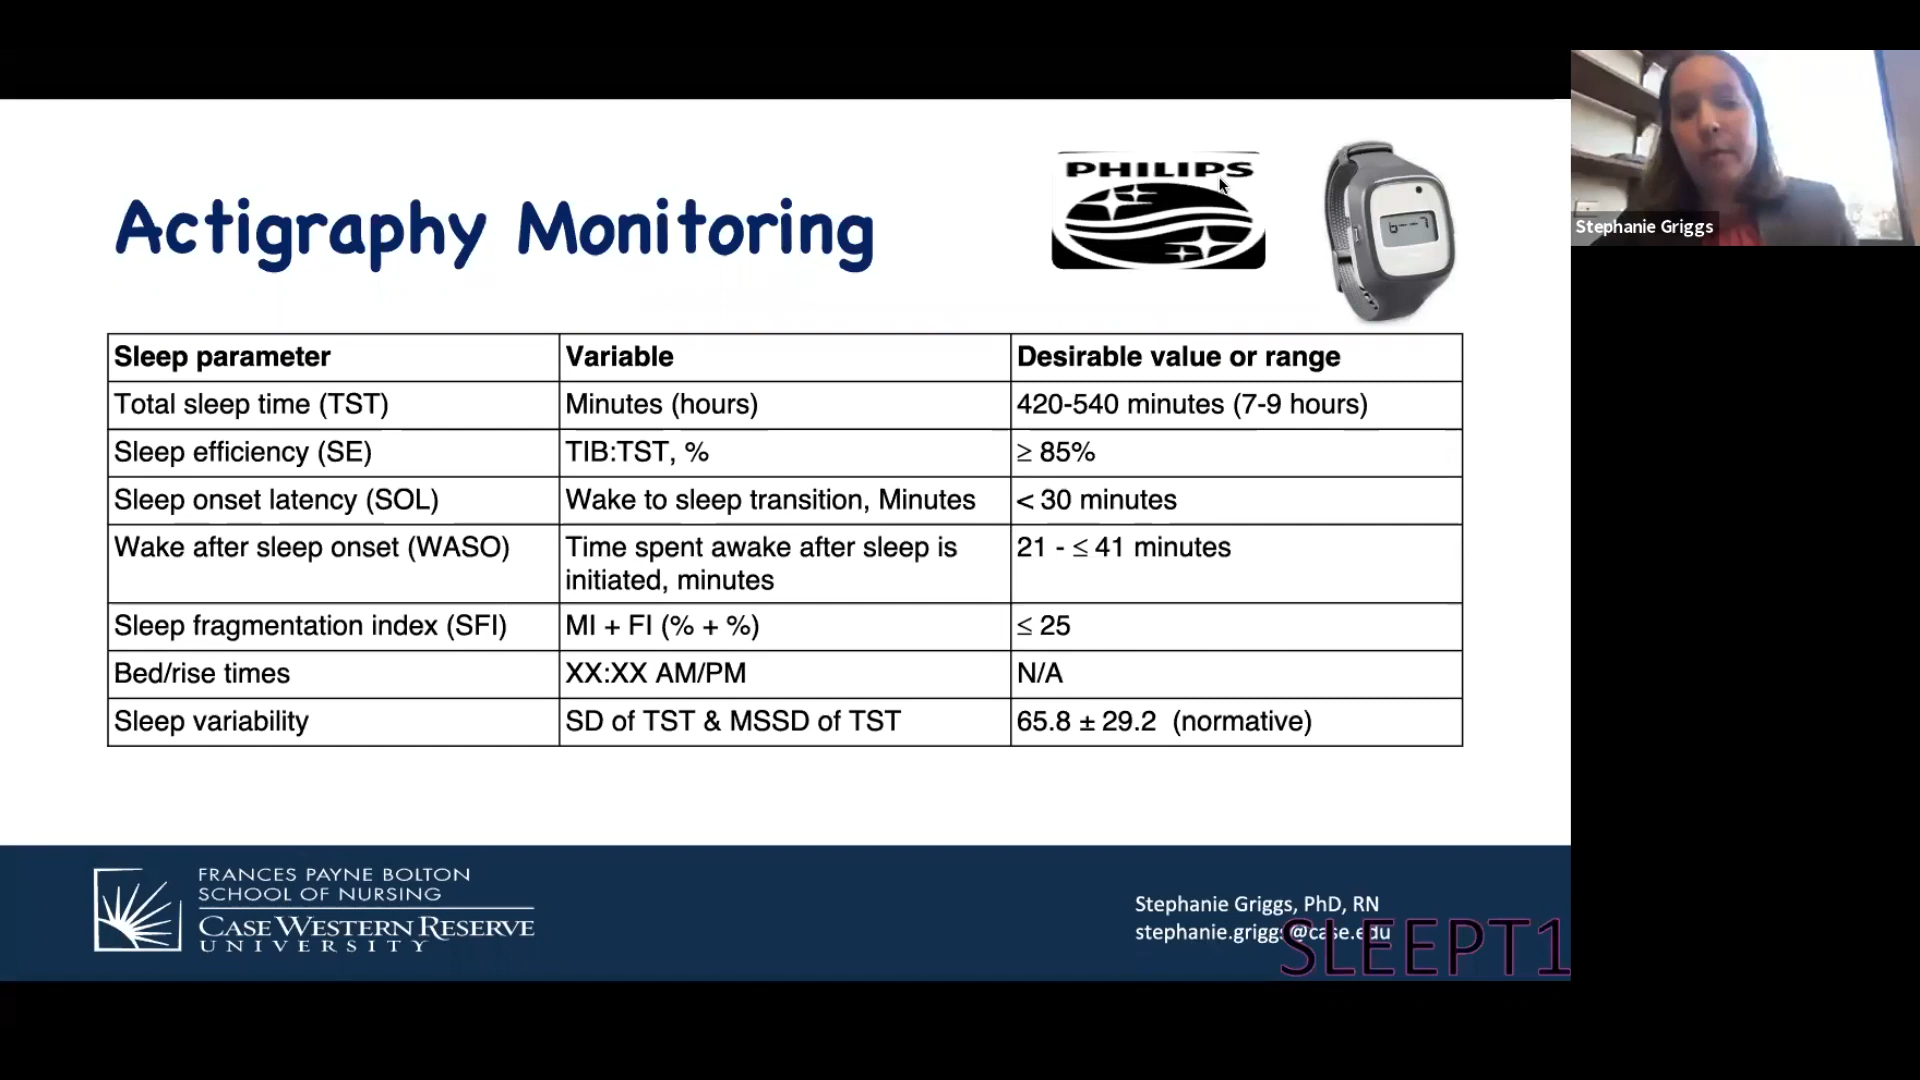 Actigraphy Monitoring
PHILIPS
Stephanie Griggs
Sleep parameter Variable Desirable value or range
Total sleep time (TST) Minutes (hours) 420-540 minutes (7-9 hours)
Sleep efficiency (SE) TIB:TST, % ≥ 85%
Sleep onset latency (SOL) Wake to sleep transition, Minutes < 30 minutes
Wake after sleep onset (WASO) Time spent awake after sleep is 21 - ≤ 41 minutes
initiated, minutes
Sleep fragmentation index (SFI) MI + FI (% + %) ≤ 25
Bed/rise times XX:XX AM/PM N/A
Sleep variability SD of TST & MSSD of TST 65.8 ± 29.2 (normative)
FRANCES PAYNE BOLTON
SCHOOL OF NURSING
CASE WESTERN RESERVE
UNIVERSITY
Stephanie Griggs, PhD, RN
stephanie.griggs@case.edu
SLEEPT1